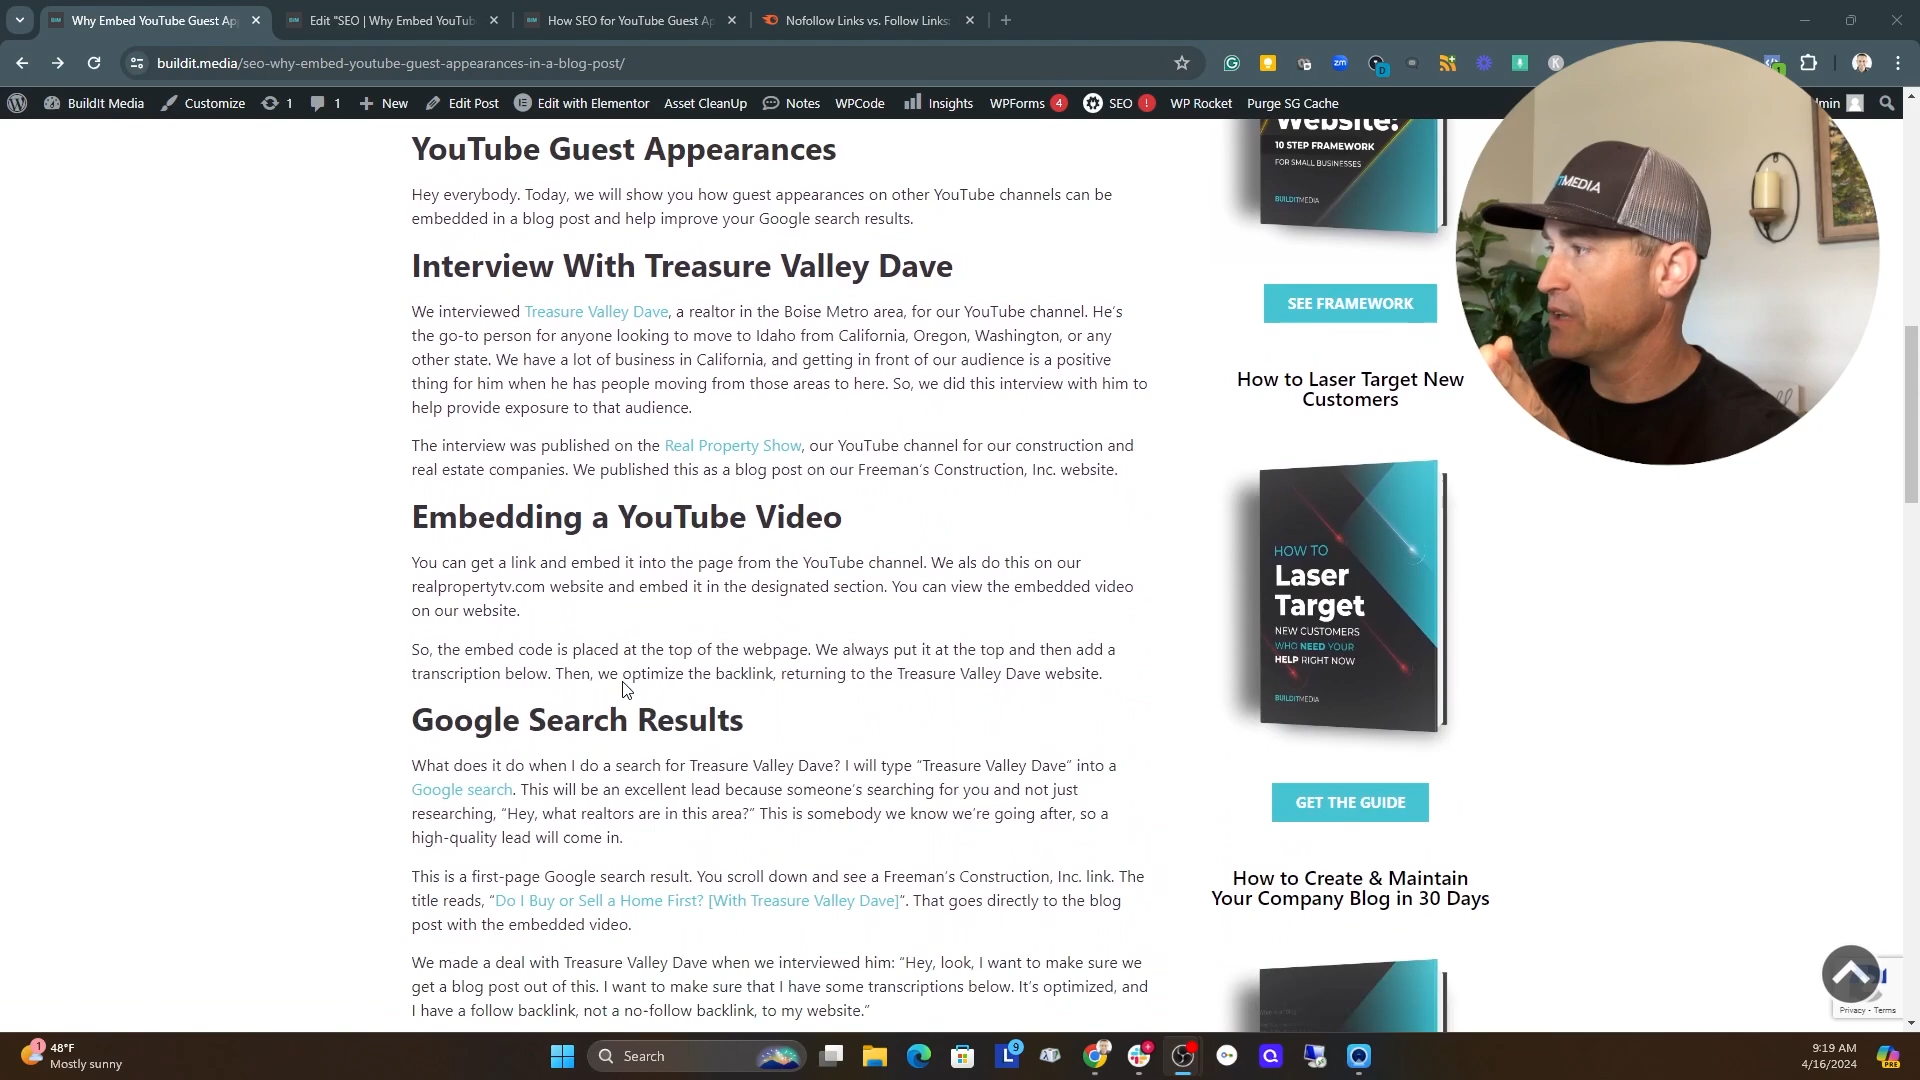 Why Embed YouTube Guest Ap
Edit "SEO | Why Embed YouTub
How SEO for YouTube Guest Ap
Nofollow Links vs. Follow Links:
buildit.media/seo-why-embed-youtube-guest-appearances-in-a-blog-post/
BuildIt Media
Customize
1
1
New
Edit Post
Edit with Elementor
Asset CleanUp
Notes
WPCode
Insights
WPForms 4
SEO !
WP Rocket
Purge SG Cache
YouTube Guest Appearances
Hey everybody. Today, we will show you how guest appearances on other YouTube channels can be
embedded in a blog post and help improve your Google search results.
Interview With Treasure Valley Dave
We interviewed Treasure Valley Dave, a realtor in the Boise Metro area, for our YouTube channel. He's
the go-to person for anyone looking to move to Idaho from California, Oregon, Washington, or any
other state. We have a lot of business in California, and getting in front of our audience is a positive
thing for him when he has people moving from those areas to here. So, we did this interview with him to
help provide exposure to that audience.
The interview was published on the Real Property Show, our YouTube channel for our construction and
real estate companies. We published this as a blog post on our Freeman's Construction, Inc. website.
Embedding a YouTube Video
You can get a link and embed it into the page from the YouTube channel. We als do this on our
realpropertytv.com website and embed it in the designated section. You can view the embedded video
on our website.
So, the embed code is placed at the top of the webpage. We always put it at the top and then add a
transcription below. Then, we optimize the backlink, returning to the Treasure Valley Dave website.
Google Search Results
What does it do when I do a search for Treasure Valley Dave? I will type "Treasure Valley Dave" into a
Google search. This will be an excellent lead because someone's searching for you and not just
researching, "Hey, what realtors are in this area?" This is somebody we know we're going after, so a
high-quality lead will come in.
This is a first-page Google search result. You scroll down and see a Freeman's Construction, Inc. link. The
title reads, "Do I Buy or Sell a Home First? [With Treasure Valley Dave]". That goes directly to the blog
post with the embedded video.
We made a deal with Treasure Valley Dave when we interviewed him: "Hey, look, I want to make sure we
get a blog post out of this. I want to make sure that I have some transcriptions below. It's optimized, and
I have a follow backlink, not a no-follow backlink, to my website."
Website:
10 STEP FRAMEWORK
FOR SMALL BUSINESSES
BUILDITMEDIA
SEE FRAMEWORK
How to Laser Target New
Customers
HOW TO
Laser
Target
NEW CUSTOMERS
WHO NEED YOUR
HELP RIGHT NOW
BUILDITMEDIA
GET THE GUIDE
How to Create & Maintain
Your Company Blog in 30 Days
TMEDIA
Privacy - Terms
1
48°F
Mostly sunny
Search
9
9:19 AM
4/16/2024